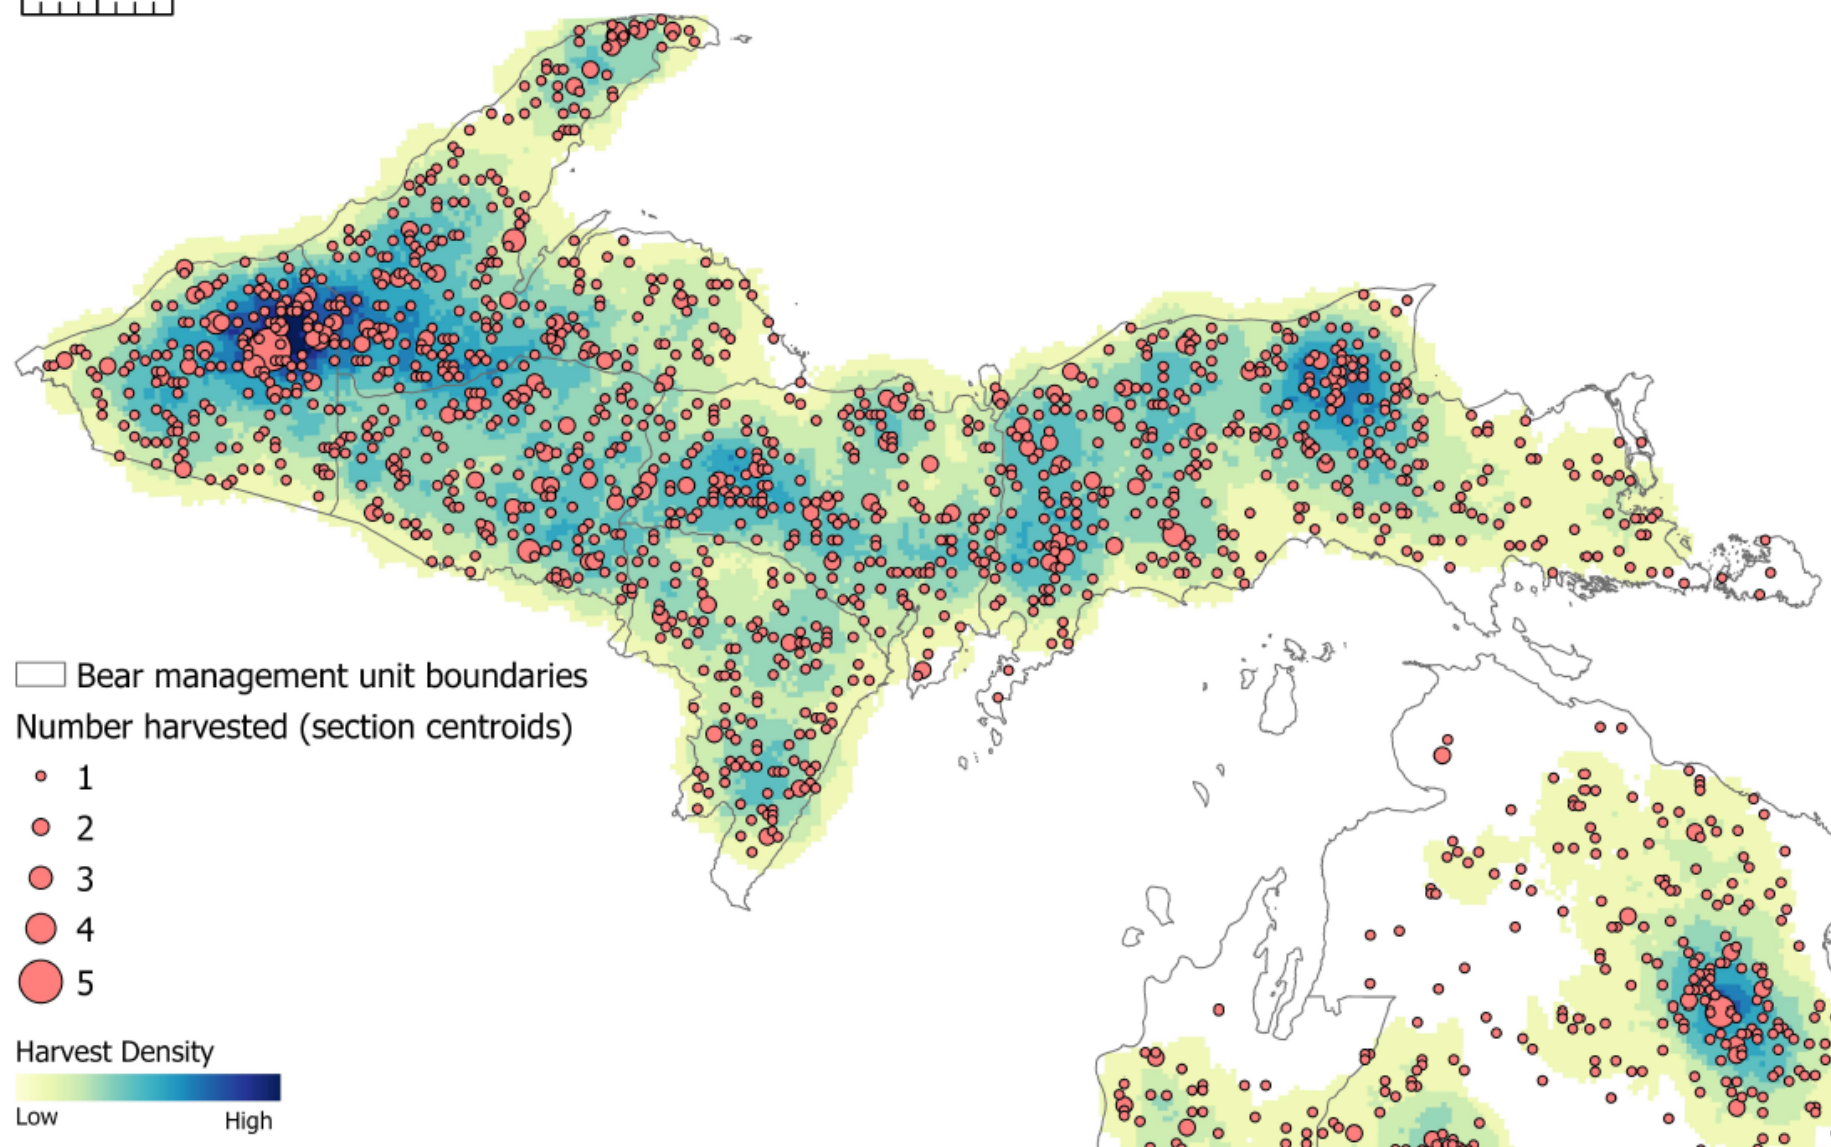 Bear management unit boundaries
Number harvested (section centroids)
1
2
3
4
5
Harvest Density
Low High